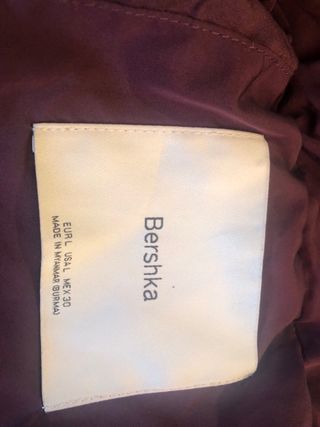 Bershka
EUR L USA L MEX 30
MADE IN MYANMAR (BURMA)